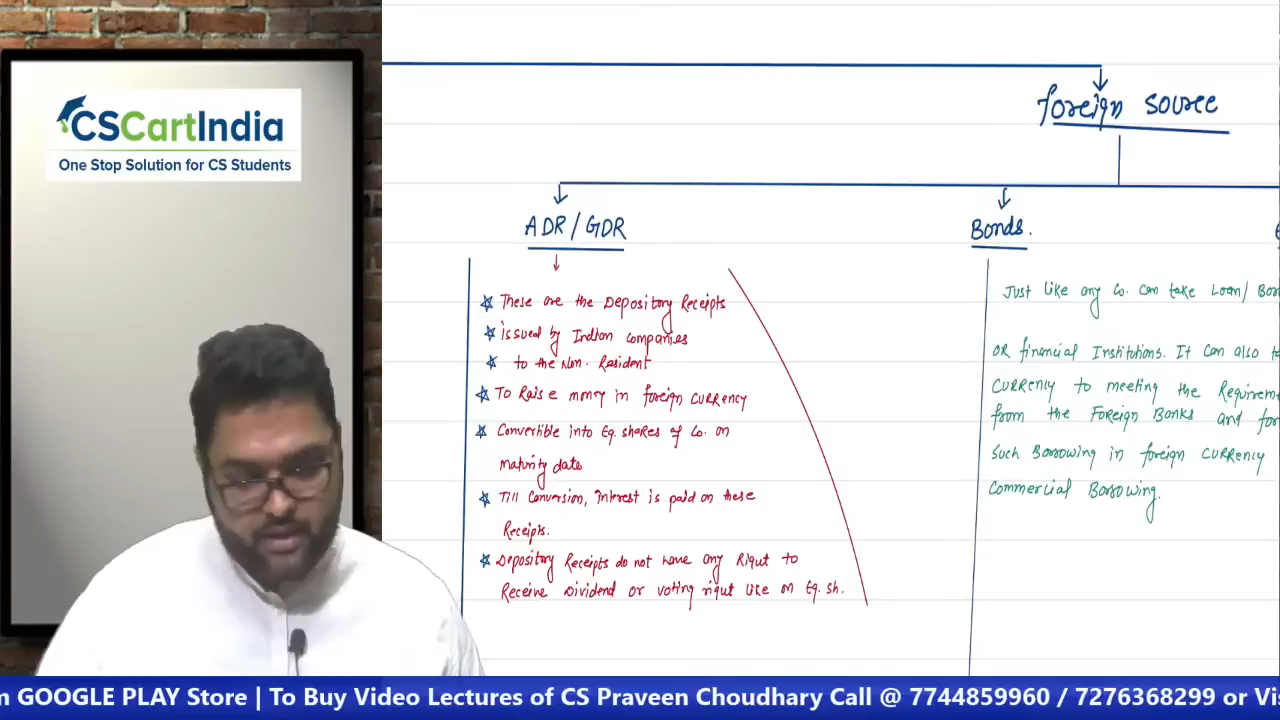 CSCartIndia
One Stop Solution for CS Students
foreign source
ADR/GDR
Bonds.
These are the Depository Receipts
issued by Indian companies
to the Non. Resident
To Raise money in foreign currency
Convertible into Eq. shares of Co. on
maturity date
Till Conversion, interest is paid on these
Receipts.
Depository Receipts do not have any Right to
Receive Dividend or voting right like on Eq. sh.
Just like any Co. can take Loan/
OR financial Institutions. It can also
currency to meeting the
from the Foreign Banks and
such Borrowing in foreign currency
Commercial Borrowing.
GOOGLE PLAY Store | To Buy Video Lectures of CS Praveen Choudhary Call @ 7744859960 / 7276368299 or